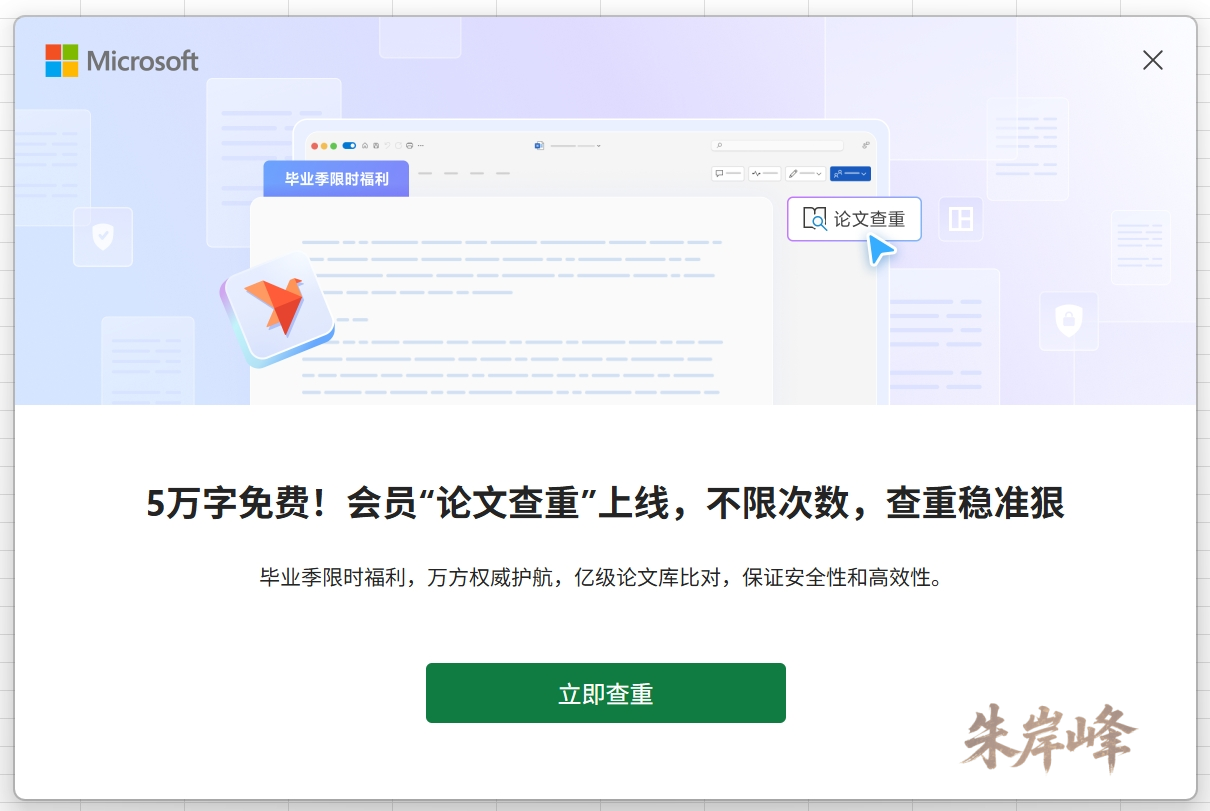 Microsoft
毕业季限时福利
论文查重
5万字免费！会员“论文查重”上线，不限次数，查重稳准狠
毕业季限时福利，万方权威护航，亿级论文库比对，保证安全性和高效性。
立即查重
朱岸峰